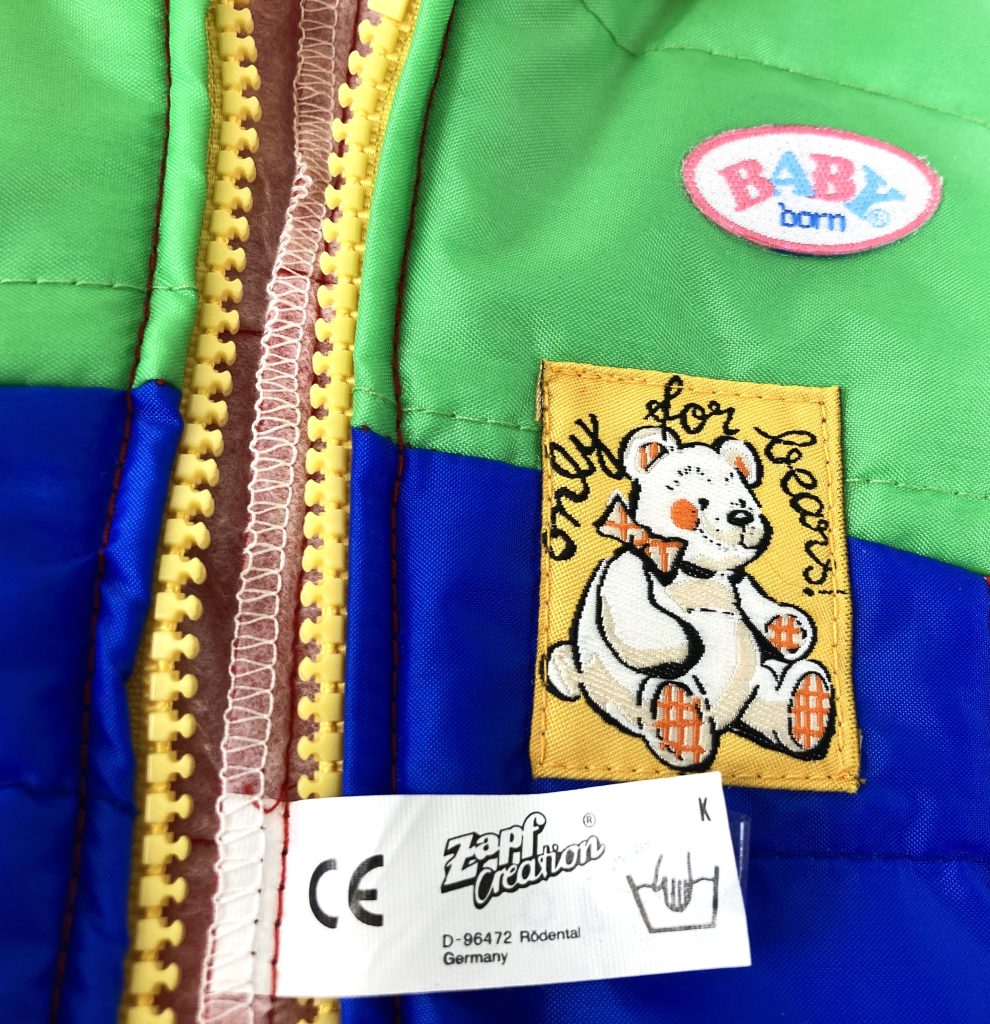 BABY®
born
only for bears!
K
CE
Zapf ®
Creation
D-96472 Rödental
Germany